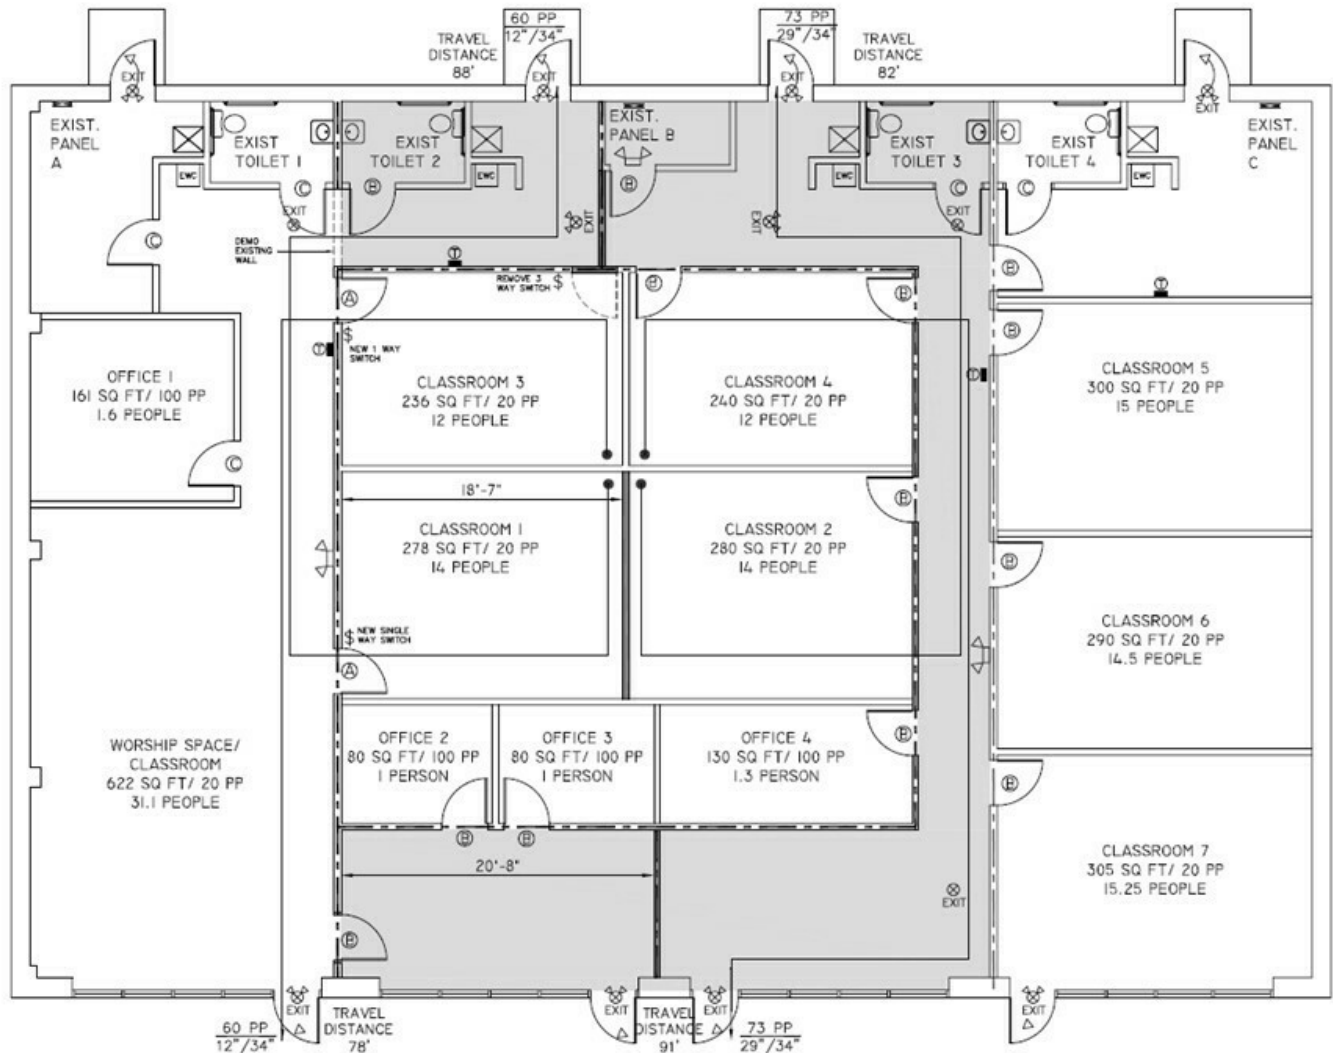 60 PP
12"/34"
TRAVEL
DISTANCE
88'
73 PP
29"/34"
TRAVEL
DISTANCE
82'
EXIT
EXIT
EXIT
EXIT
EXIST.
PANEL
A
EXIST
TOILET 1
EXIST
TOILET 2
EXIST.
PANEL B
EXIST
TOILET 3
EXIST
TOILET 4
EXIST.
PANEL
C
EWC
EWC
EWC
EWC
C
B
B
C
C
EXIT
EXIT
EXIT
EXIT
C
DEMO
EXISTING
WALL
T
REMOVE 3
WAY SWITCH
$
A
B
B
B
T
$
NEW 1 WAY
SWITCH
T
T
B
OFFICE 1
161 SQ FT/ 100 PP
1.6 PEOPLE
C
CLASSROOM 3
236 SQ FT/ 20 PP
12 PEOPLE
CLASSROOM 4
240 SQ FT/ 20 PP
12 PEOPLE
CLASSROOM 5
300 SQ FT/ 20 PP
15 PEOPLE
18'-7"
B
CLASSROOM 1
278 SQ FT/ 20 PP
14 PEOPLE
CLASSROOM 2
280 SQ FT/ 20 PP
14 PEOPLE
B
$
NEW SINGLE
WAY SWITCH
A
CLASSROOM 6
290 SQ FT/ 20 PP
14.5 PEOPLE
WORSHIP SPACE/
CLASSROOM
622 SQ FT/ 20 PP
31.1 PEOPLE
OFFICE 2
80 SQ FT/ 100 PP
1 PERSON
OFFICE 3
80 SQ FT/ 100 PP
1 PERSON
OFFICE 4
130 SQ FT/ 100 PP
1.3 PERSON
B
B
B
B
20'-8"
CLASSROOM 7
305 SQ FT/ 20 PP
15.25 PEOPLE
EXIT
B
EXIT
EXIT
EXIT
EXIT
60 PP
12"/34"
TRAVEL
DISTANCE
78'
TRAVEL
DISTANCE
91'
73 PP
29"/34"